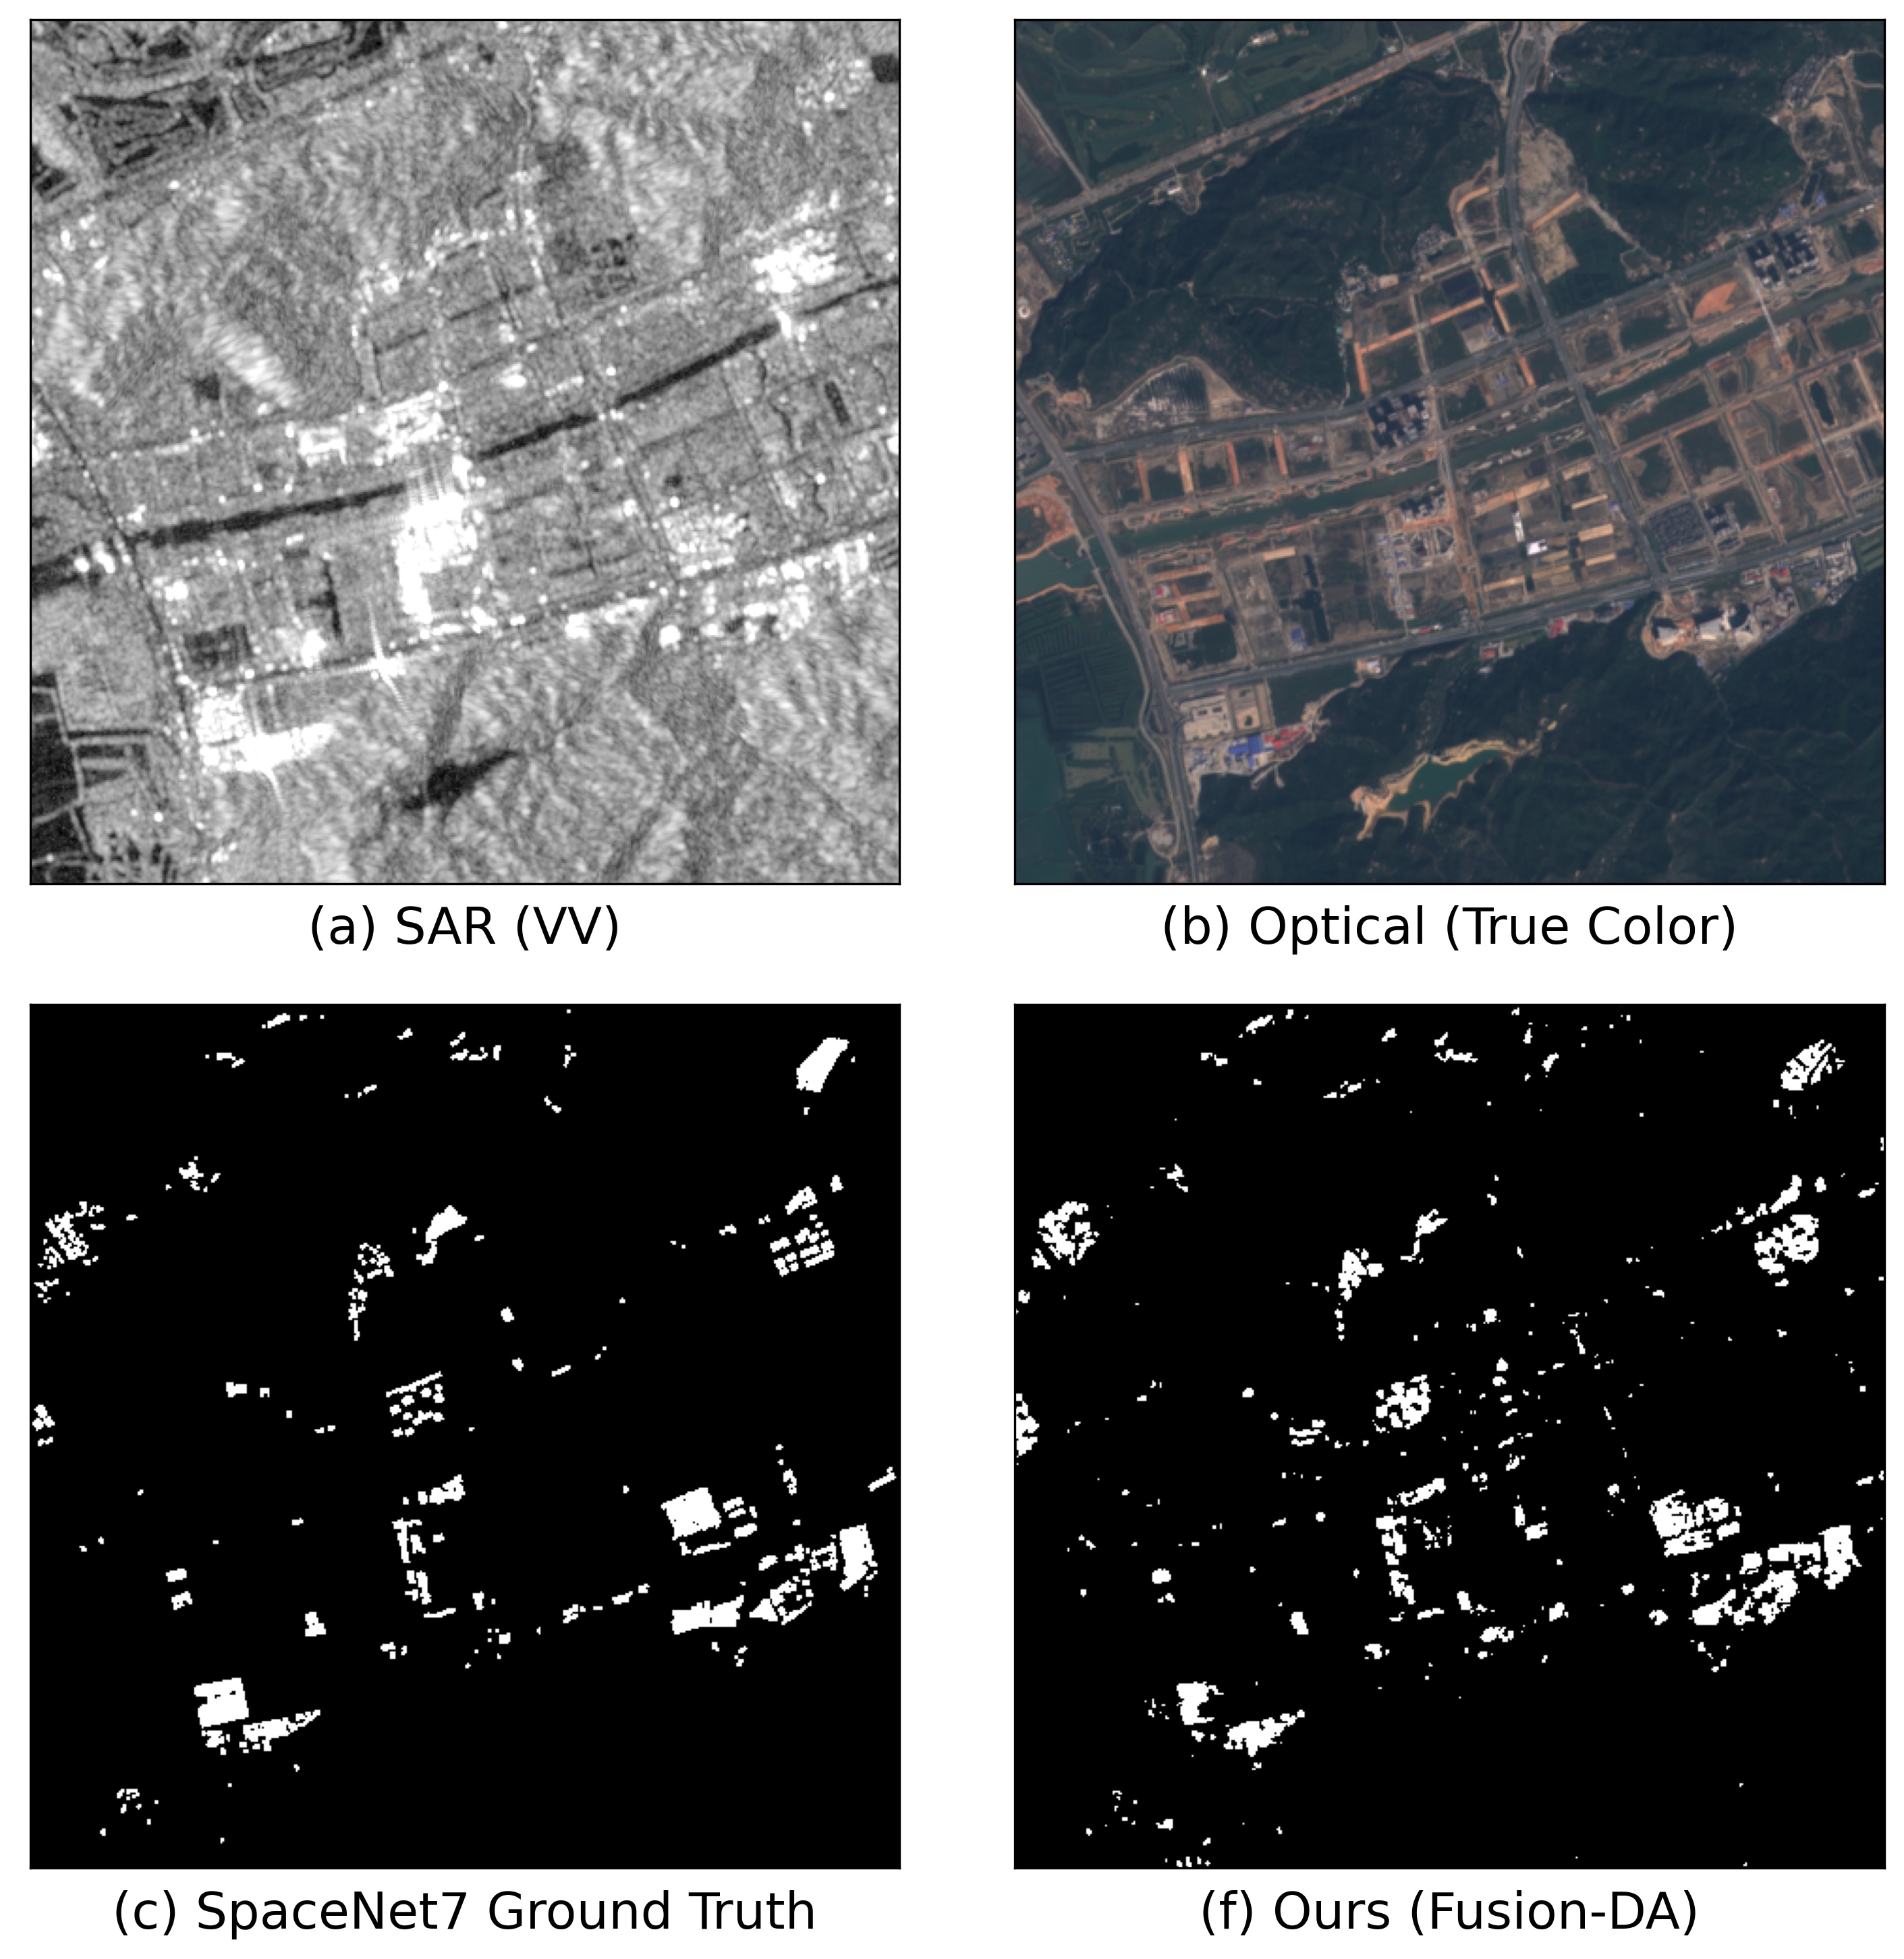 (a) SAR (VV)
(b) Optical (True Color)
(c) SpaceNet7 Ground Truth
(f) Ours (Fusion-DA)